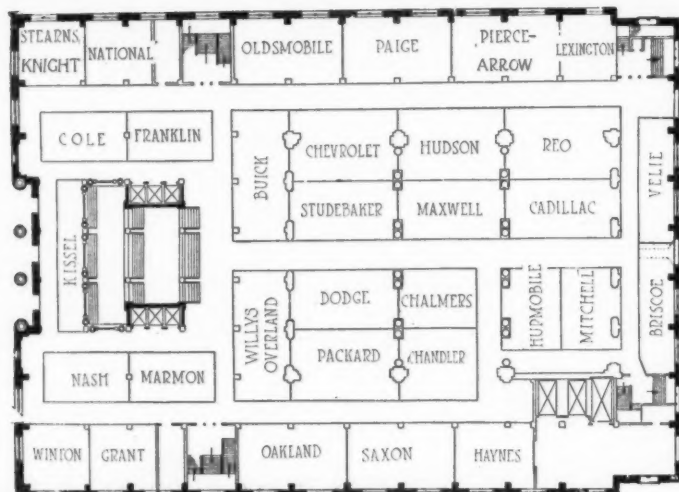 STEARNS
KNIGHT
NATIONAL
OLDSMOBILE
PAIGE
PIERCE-
ARROW
LEXINGTON
COLE
FRANKLIN
BUICK
CHEVROLET
HUDSON
REO
VELIE
STUDEBAKER
MAXWELL
CADILLAC
KISSEL
WILLYS
OVERLAND
DODGE
CHALMERS
HUPMOBILE
MITCHELL
BRISCOE
PACKARD
CHANDLER
NASH
MARMON
WINTON
GRANT
OAKLAND
SAXON
HAYNES